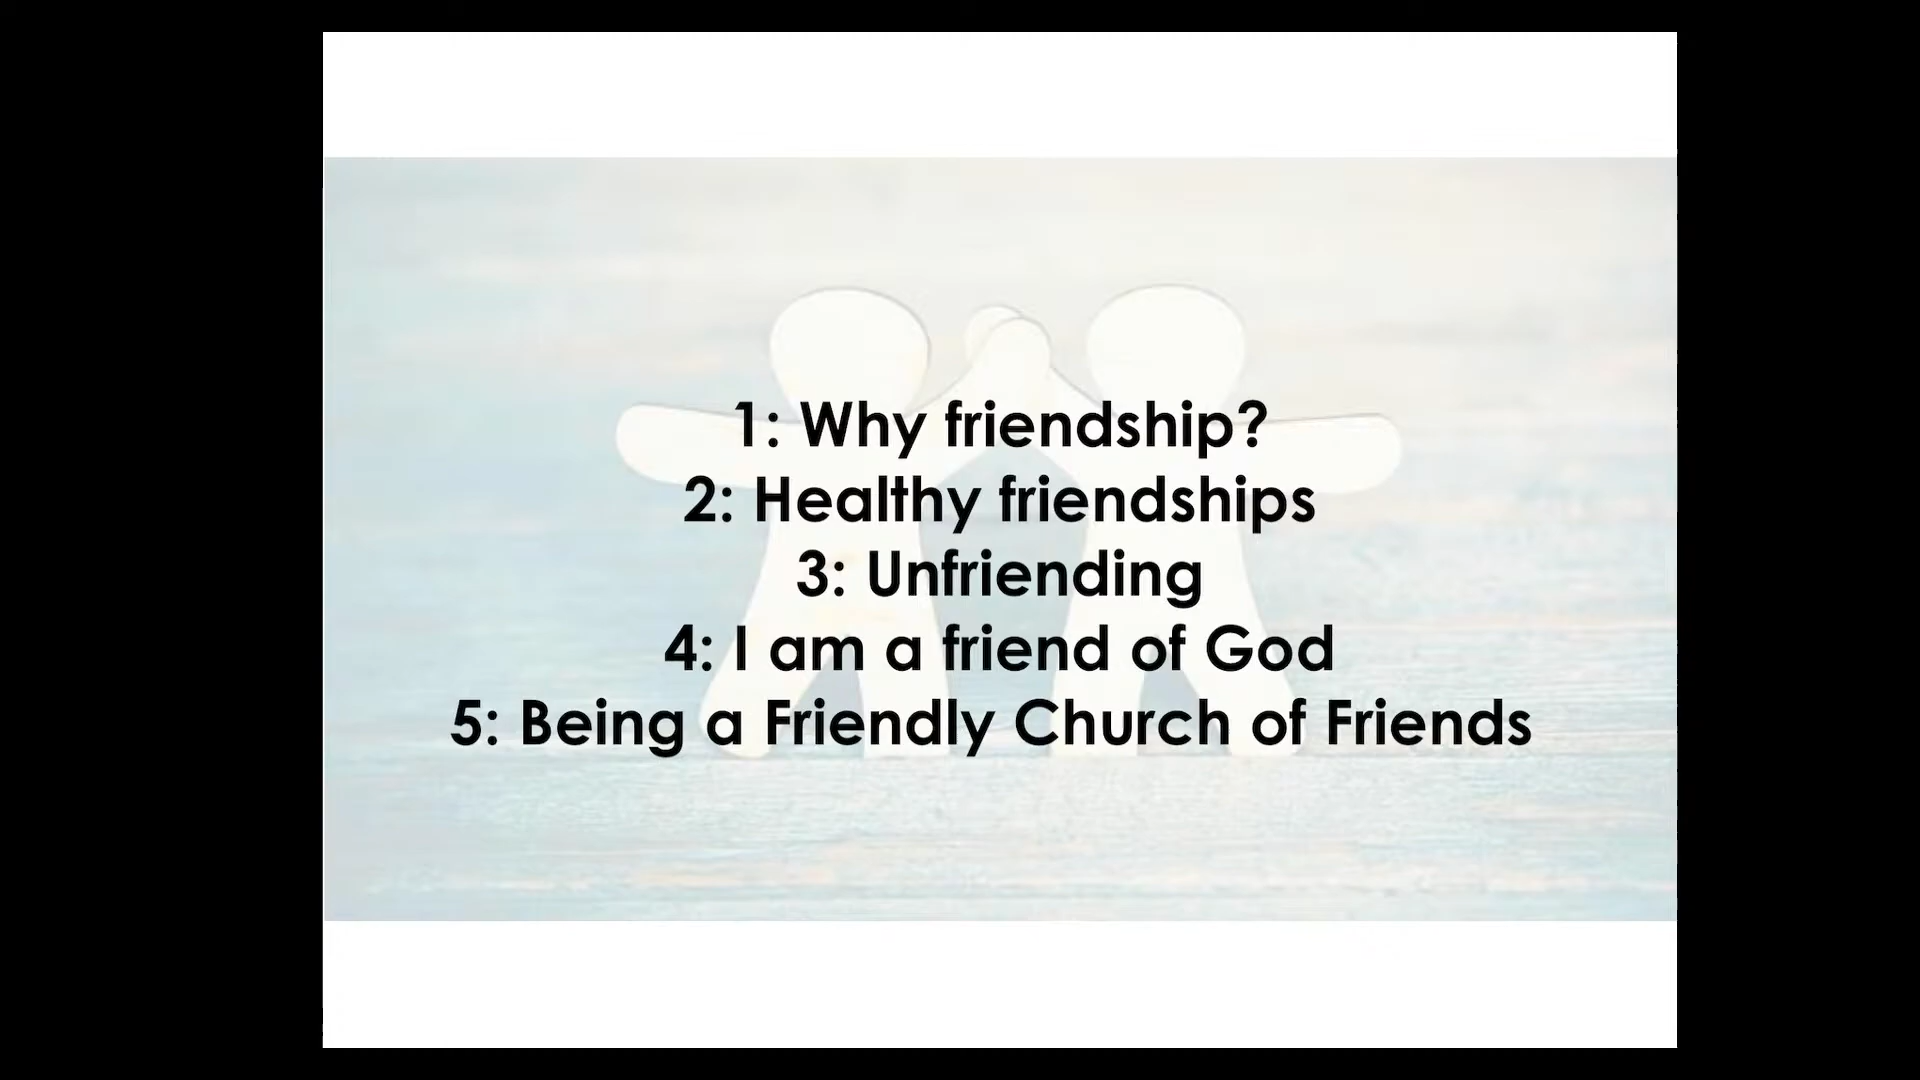 1: Why friendship?
2: Healthy friendships
3: Unfriending
4: I am a friend of God
5: Being a Friendly Church of Friends